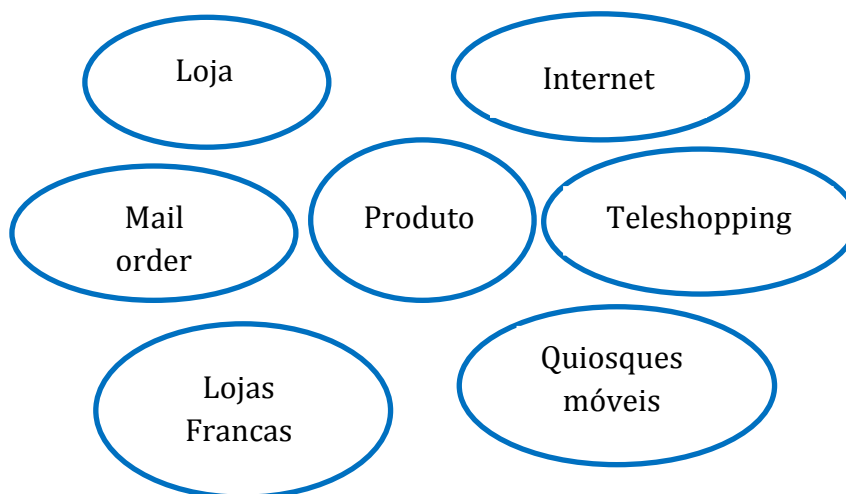 Loja
Internet
Mail
order
Produto
Teleshopping
Lojas
Francas
Quiosques
móveis